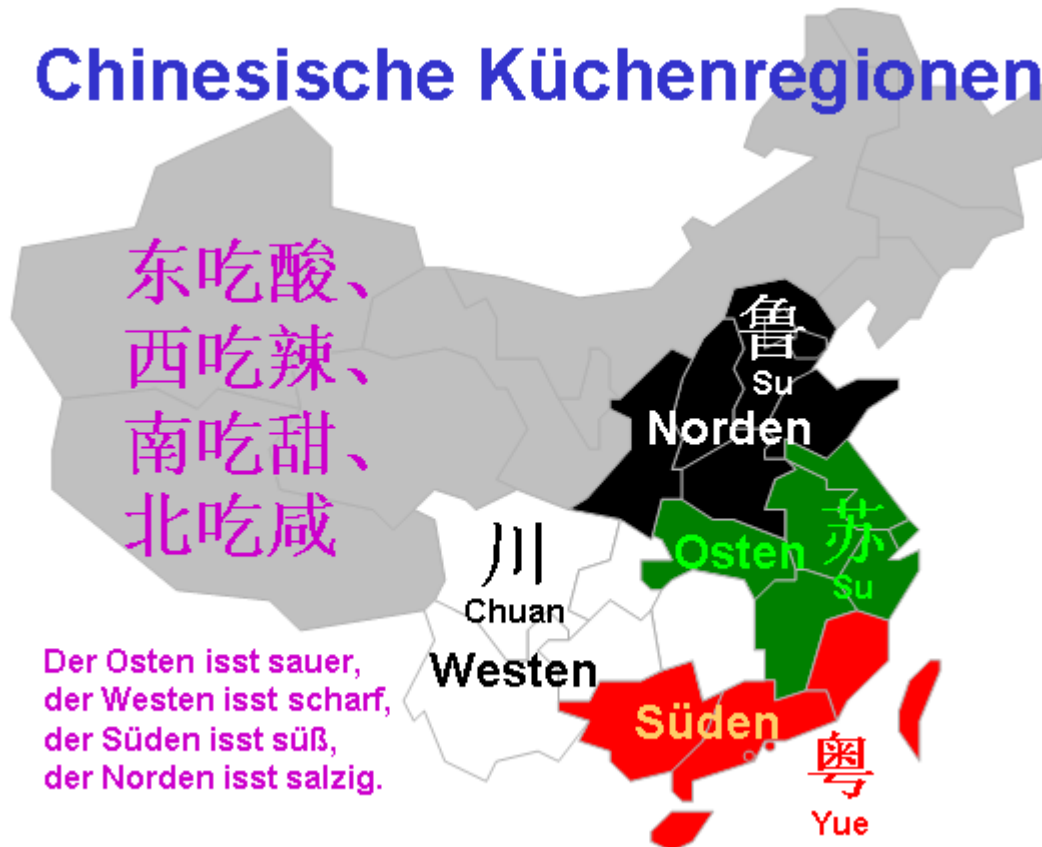 Chinesische Küchenregionen
东吃酸、
西吃辣、
南吃甜、
北吃咸
Der Osten isst sauer,
der Westen isst scharf,
der Süden isst süß,
der Norden isst salzig.
鲁
Su
Norden
苏
Osten
Su
川
Chuan
Westen
Süden
粤
Yue